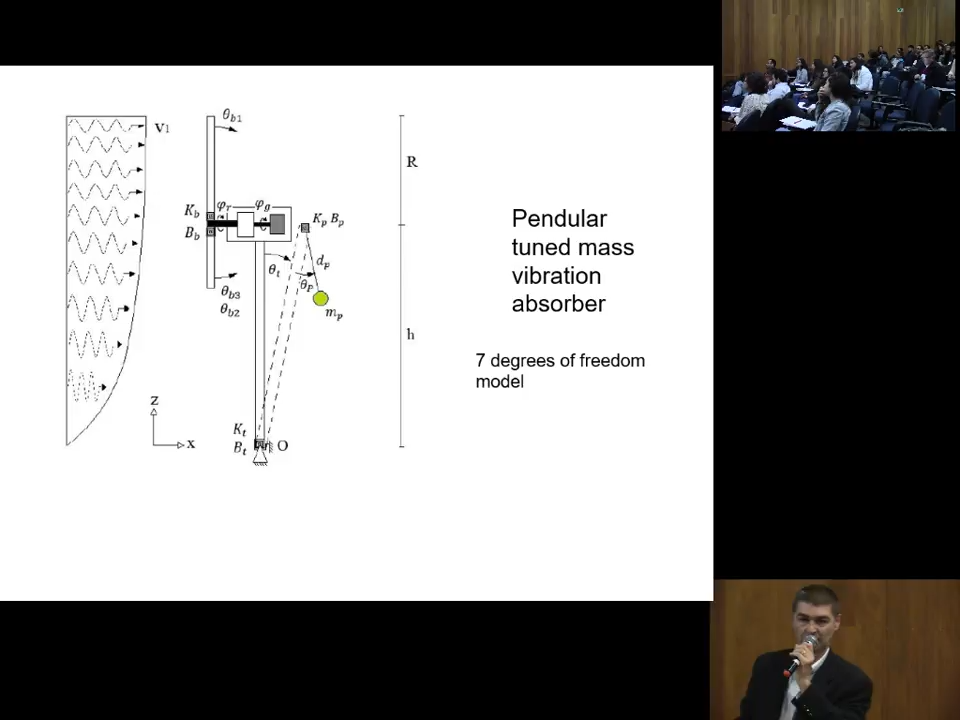 V1
θb1
R
Kb
φr
φg
Kp Bp
Bb
θt
dp
θP
θb3
θb2
mp
h
z
x
Kt
Bt
O
Pendular
tuned mass
vibration
absorber
7 degrees of freedom
model